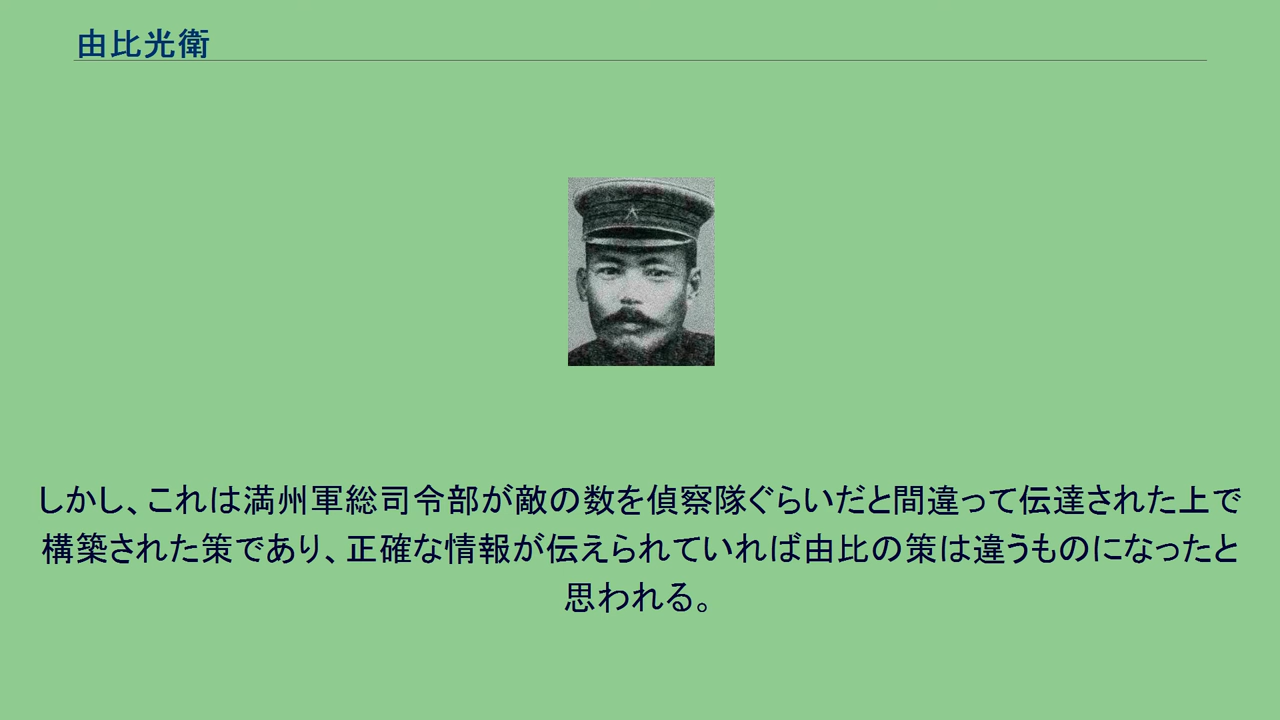 由比光衛
しかし、これは満州軍総司令部が敵の数を偵察隊ぐらいだと間違って伝達された上で
構築された策であり、正確な情報が伝えられていれば由比の策は違うものになったと
思われる。